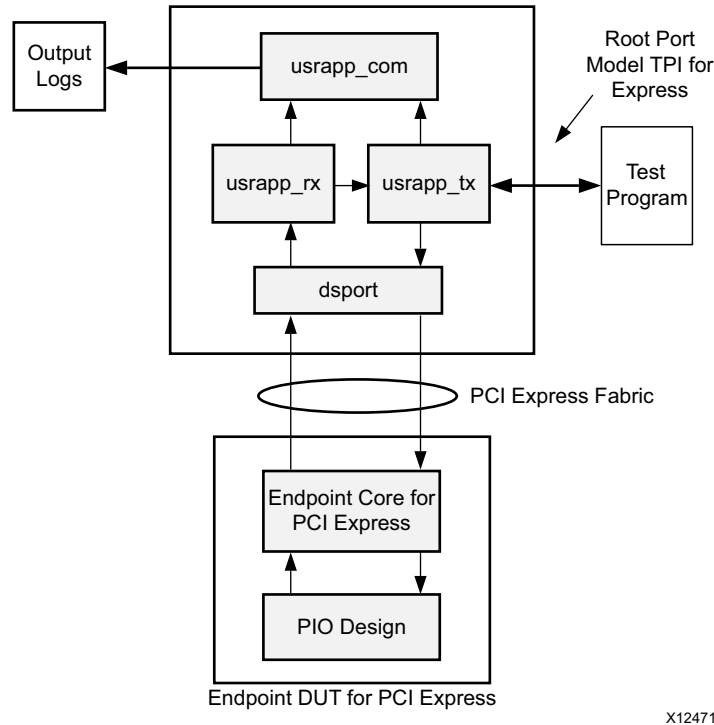 Output
Logs
usrapp_com
Root Port
Model TPI for
Express
usrapp_rx
usrapp_tx
Test
Program
dsport
PCI Express Fabric
Endpoint Core for
PCI Express
PIO Design
Endpoint DUT for PCI Express
X12471